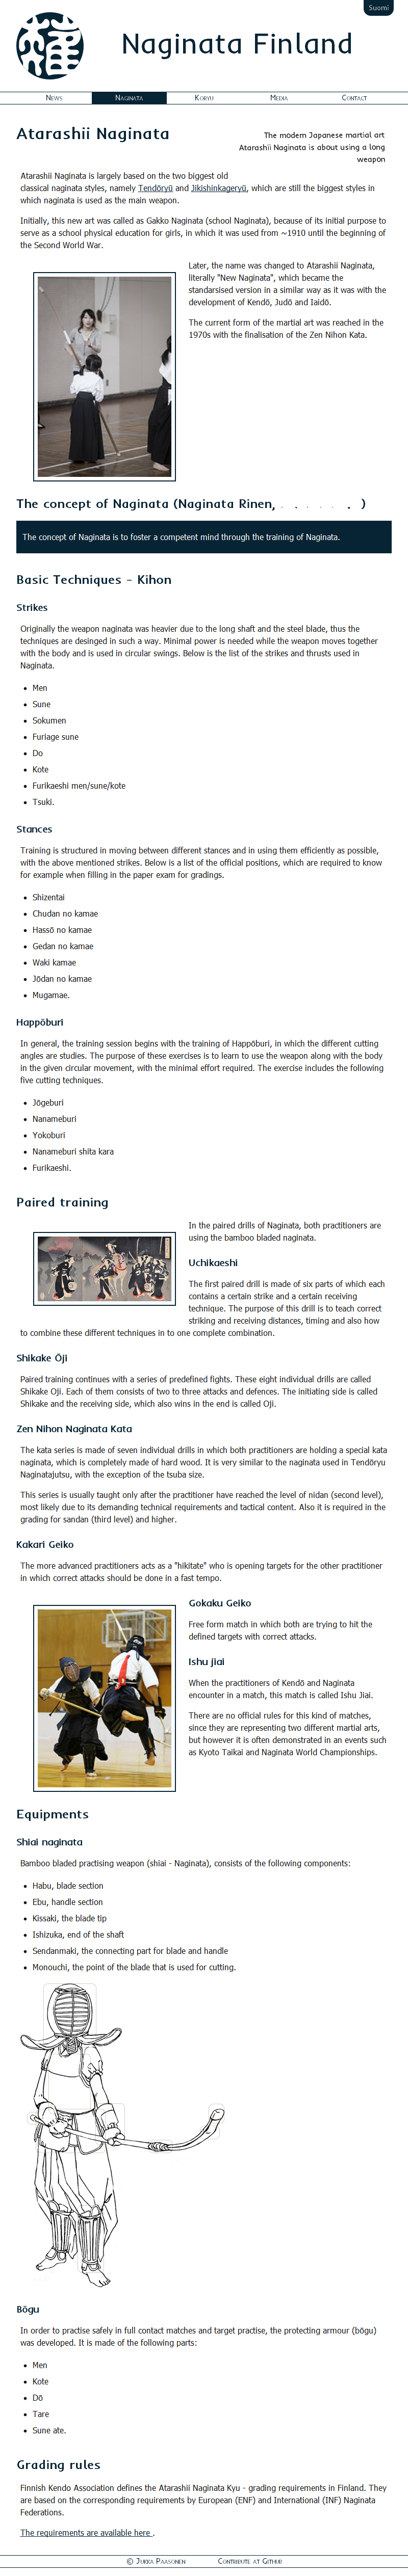 Suomi
Naginata Finland
News Naginata Koryu Media Contact
Atarashii Naginata
The modern Japanese martial art
Atarashii Naginata is about using a long
weapon
Atarashii Naginata is largely based on the two biggest old
classical naginata styles, namely Tendōryū and Jikishinkageryū, which are still the biggest styles in
which naginata is used as the main weapon.
Initially, this new art was called as Gakko Naginata (school Naginata), because of its initial purpose to
serve as a school physical education for girls, in which it was used from ~1910 until the beginning of
the Second World War.
Later, the name was changed to Atarashii Naginata,
literally "New Naginata", which became the
standarsised version in a similar way as it was with the
development of Kendō, Judō and Iaidō.
The current form of the martial art was reached in the
1970s with the finalisation of the Zen Nihon Kata.
The concept of Naginata (Naginata Rinen, )
The concept of Naginata is to foster a competent mind through the training of Naginata.
Basic Techniques - Kihon
Strikes
Originally the weapon naginata was heavier due to the long shaft and the steel blade, thus the
techniques are desinged in such a way. Minimal power is needed while the weapon moves together
with the body and is used in circular swings. Below is the list of the strikes and thrusts used in
Naginata.
• Men
• Sune
• Sokumen
• Furiage sune
• Do
• Kote
• Furikaeshi men/sune/kote
• Tsuki.
Stances
Training is structured in moving between different stances and in using them efficiently as possible,
with the above mentioned strikes. Below is a list of the official positions, which are required to know
for example when filling in the paper exam for gradings.
• Shizentai
• Chudan no kamae
• Hassō no kamae
• Gedan no kamae
• Waki kamae
• Jōdan no kamae
• Mugamae.
Happōburi
In general, the training session begins with the training of Happōburi, in which the different cutting
angles are studies. The purpose of these exercises is to learn to use the weapon along with the body
in the given circular movement, with the minimal effort required. The exercise includes the following
five cutting techniques.
• Jōgeburi
• Nanameburi
• Yokoburi
• Nanameburi shita kara
• Furikaeshi.
Paired training
In the paired drills of Naginata, both practitioners are
using the bamboo bladed naginata.
Uchikaeshi
The first paired drill is made of six parts of which each
contains a certain strike and a certain receiving
technique. The purpose of this drill is to teach correct
striking and receiving distances, timing and also how
to combine these different techniques in to one complete combination.
Shikake Ōji
Paired training continues with a series of predefined fights. These eight individual drills are called
Shikake Oji. Each of them consists of two to three attacks and defences. The initiating side is called
Shikake and the receiving side, which also wins in the end is called Oji.
Zen Nihon Naginata Kata
The kata series is made of seven individual drills in which both practitioners are holding a special kata
naginata, which is completely made of hard wood. It is very similar to the naginata used in Tendōryu
Naginatajutsu, with the exception of the tsuba size.
This series is usually taught only after the practitioner have reached the level of nidan (second level),
most likely due to its demanding technical requirements and tactical content. Also it is required in the
grading for sandan (third level) and higher.
Kakari Geiko
The more advanced practitioners acts as a "hikitate" who is opening targets for the other practitioner
in which correct attacks should be done in a fast tempo.
Gokaku Geiko
Free form match in which both are trying to hit the
defined targets with correct attacks.
Ishu jiai
When the practitioners of Kendō and Naginata
encounter in a match, this match is called Ishu Jiai.
There are no official rules for this kind of matches,
since they are representing two different martial arts,
but however it is often demonstrated in an events such
as Kyoto Taikai and Naginata World Championships.
Equipments
Shiai naginata
Bamboo bladed practising weapon (shiai - Naginata), consists of the following components:
• Habu, blade section
• Ebu, handle section
• Kissaki, the blade tip
• Ishizuka, end of the shaft
• Sendanmaki, the connecting part for blade and handle
• Monouchi, the point of the blade that is used for cutting.
Bōgu
In order to practise safely in full contact matches and target practise, the protecting armour (bōgu)
was developed. It is made of the following parts:
• Men
• Kote
• Dō
• Tare
• Sune ate.
Grading rules
Finnish Kendo Association defines the Atarashii Naginata Kyu - grading requirements in Finland. They
are based on the corresponding requirements by European (ENF) and International (INF) Naginata
Federations.
The requirements are available here .
© Jukka Paasonen Contribute at Github